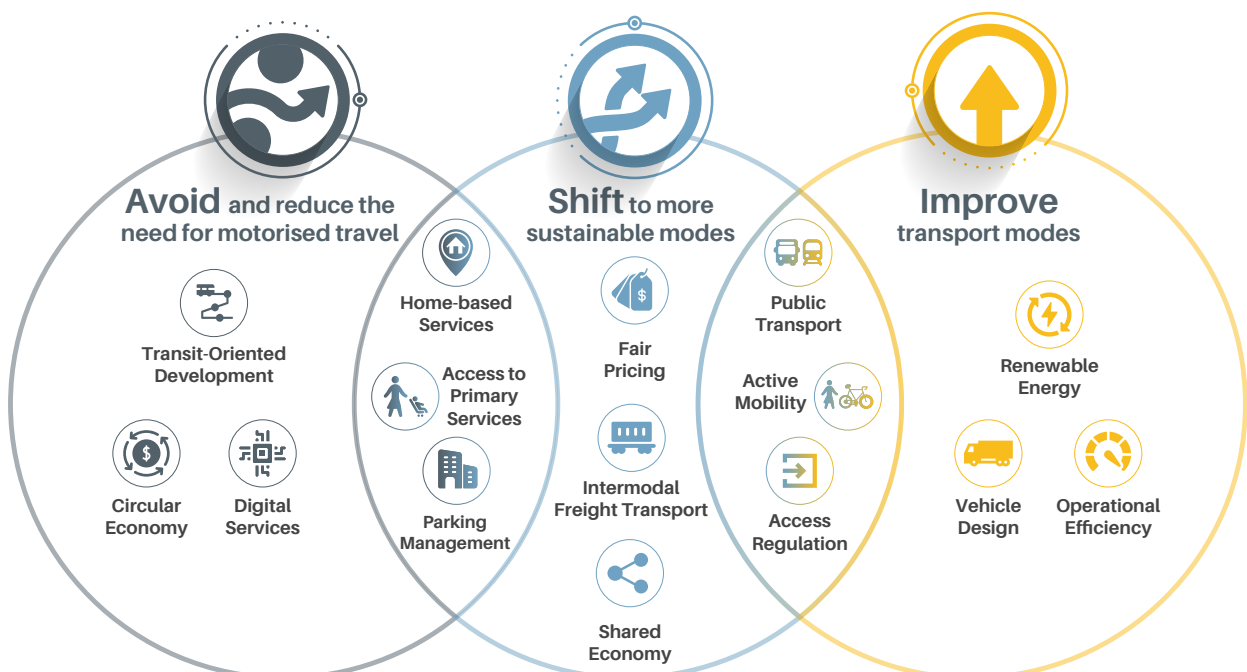 Avoid and reduce the
need for motorised travel
Shift to more
sustainable modes
Improve
transport modes
Transit-Oriented
Development
Circular
Economy
Digital
Services
Home-based
Services
Access to
Primary
Services
Parking
Management
$
Fair
Pricing
Intermodal
Freight Transport
Shared
Economy
Public
Transport
Active
Mobility
Access
Regulation
Renewable
Energy
Vehicle
Design
Operational
Efficiency
$